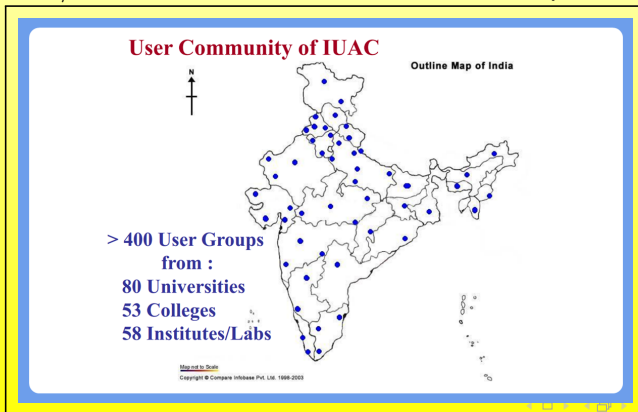 User Community of IUAC
Outline Map of India
N
> 400 User Groups
from :
80 Universities
53 Colleges
58 Institutes/Labs
Map not to Scale
Copyright © Compare Infobase Pvt. Ltd. 1998-2003